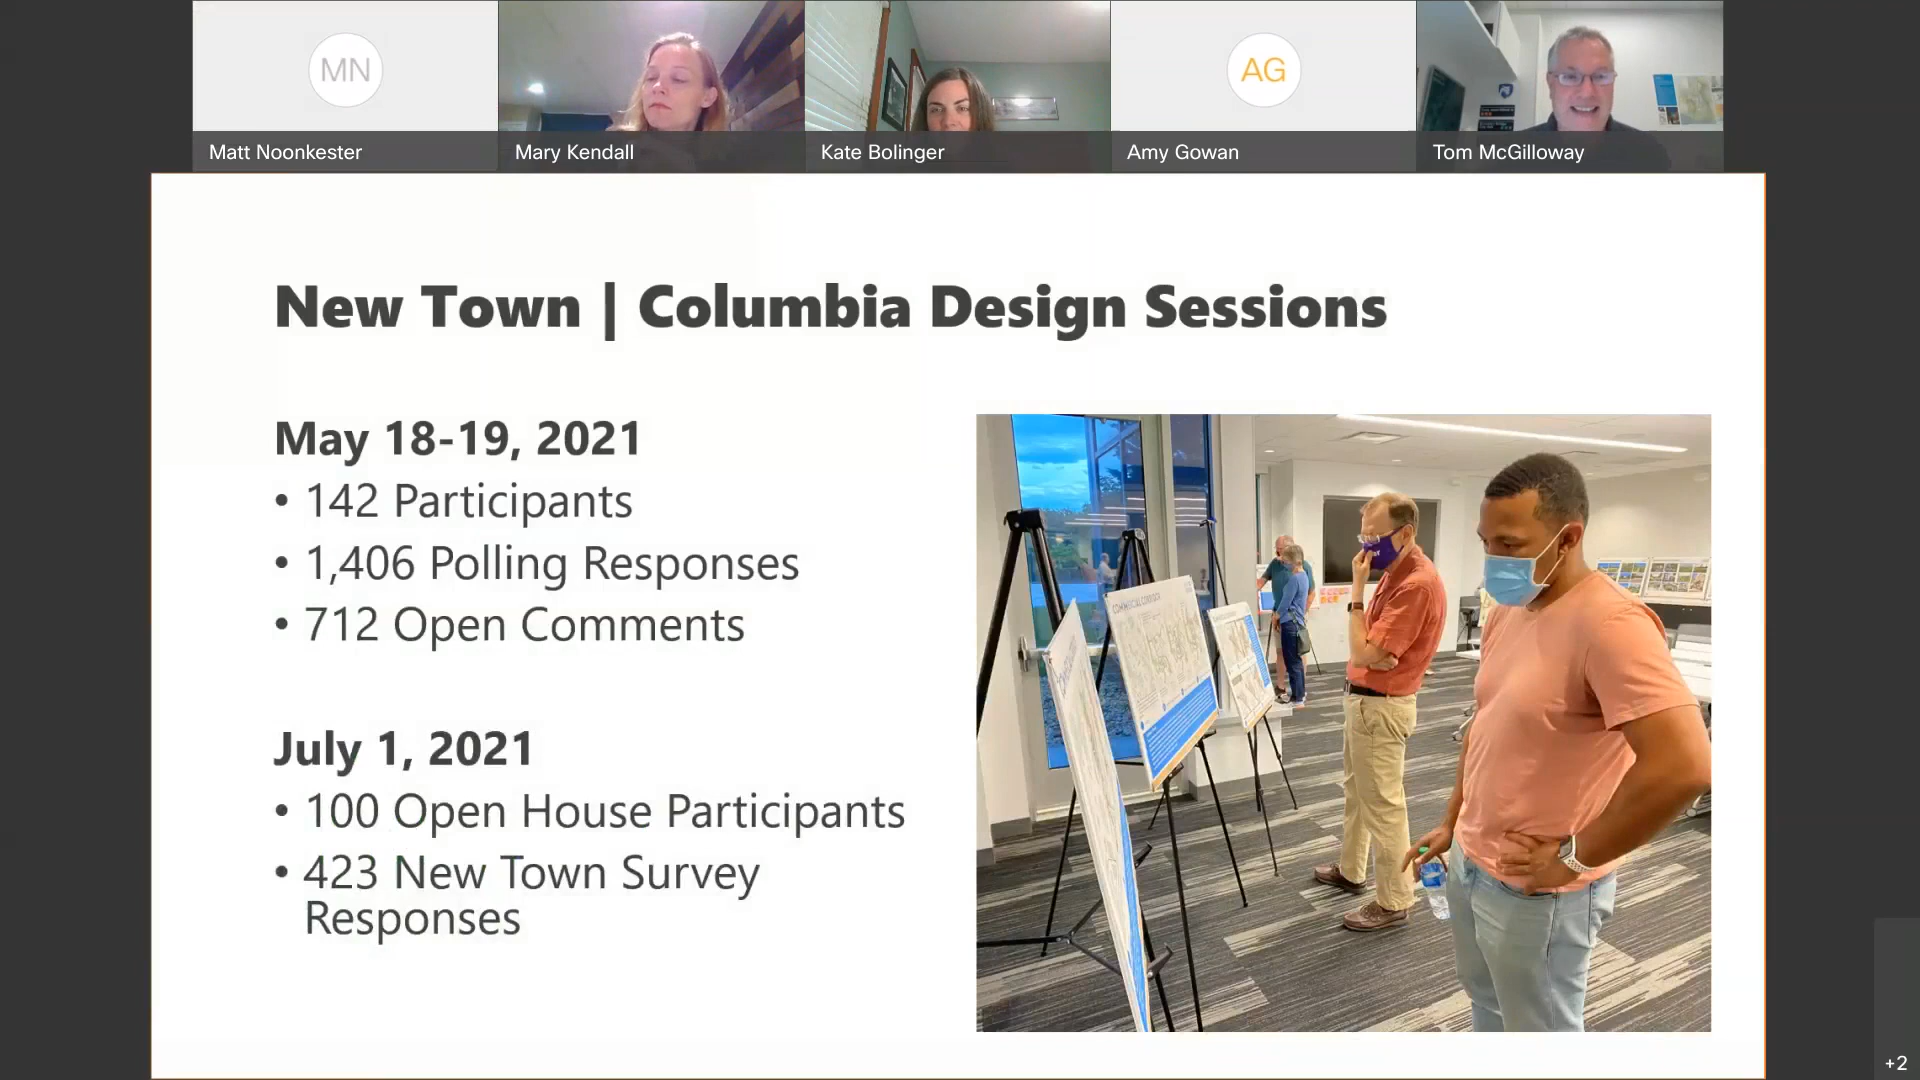 MN
AG
Matt Noonkester
Mary Kendall
Kate Bolinger
Amy Gowan
Tom McGilloway
New Town | Columbia Design Sessions
May 18-19, 2021
• 142 Participants
• 1,406 Polling Responses
• 712 Open Comments
July 1, 2021
• 100 Open House Participants
• 423 New Town Survey
Responses
COMMERCIAL CORRIDOR
+2